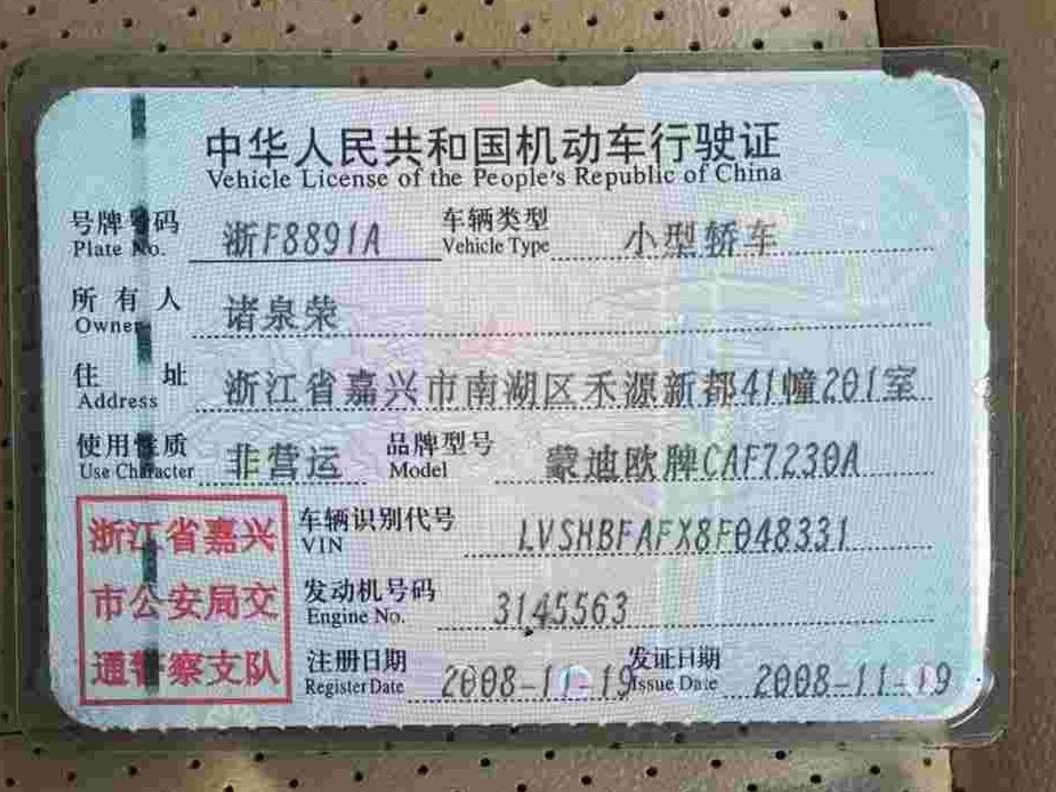 中华人民共和国机动车行驶证
Vehicle License of the People's Republic of China
号牌号码 浙F8891A 车辆类型 小型轿车
Plate No. Vehicle Type
所有人 诸泉荣
Owner
住址 浙江省嘉兴市南湖区禾源新都41幢201室
Address
使用性质 非营运 品牌型号 蒙迪欧牌CAF7230A
Use Character Model
浙江省嘉兴
市公安局交
通警察支队
车辆识别代号 LVSHBFAFX8F048331
VIN
发动机号码 3145563
Engine No.
注册日期 2008-11-19 发证日期 2008-11-19
Register Date Issue Date